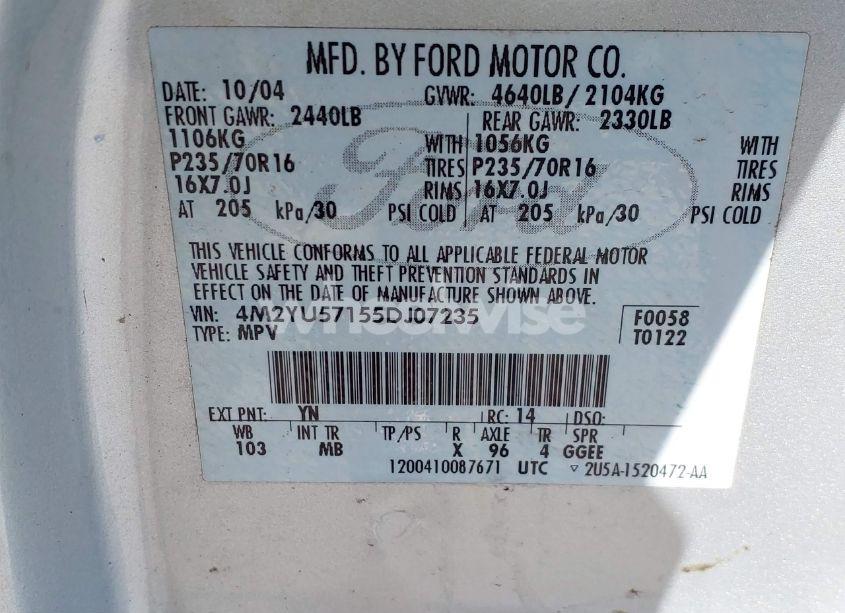 MFD. BY FORD MOTOR CO.
DATE: 10/04 GVWR: 4640LB/ 2104KG
FRONT GAWR: 2440LB REAR GAWR: 2330LB
1106KG WITH 1056KG WITH
P235/70R16 TIRES P235/70R16 TIRES
16X7.0J RIMS 16X7.0J RIMS
AT 205 kPa/30 PSI COLD AT 205 kPa/30 PSI COLD
Ford
THIS VEHICLE CONFORMS TO ALL APPLICABLE FEDERAL MOTOR
VEHICLE SAFETY AND THEFT PREVENTION STANDARDS IN
EFFECT ON THE DATE OF MANUFACTURE SHOWN ABOVE.
VIN: 4M2YU57155DJ07235 F0058
TYPE: MPV T0122
wheelwise
EXT PNT: YN RC: 14 DSO:
WB INT TR TP/PS R AXLE TR SPR
103 MB X 96 4 GGEE
1200410087671 UTC ▽ 2U5A-1520472-AA